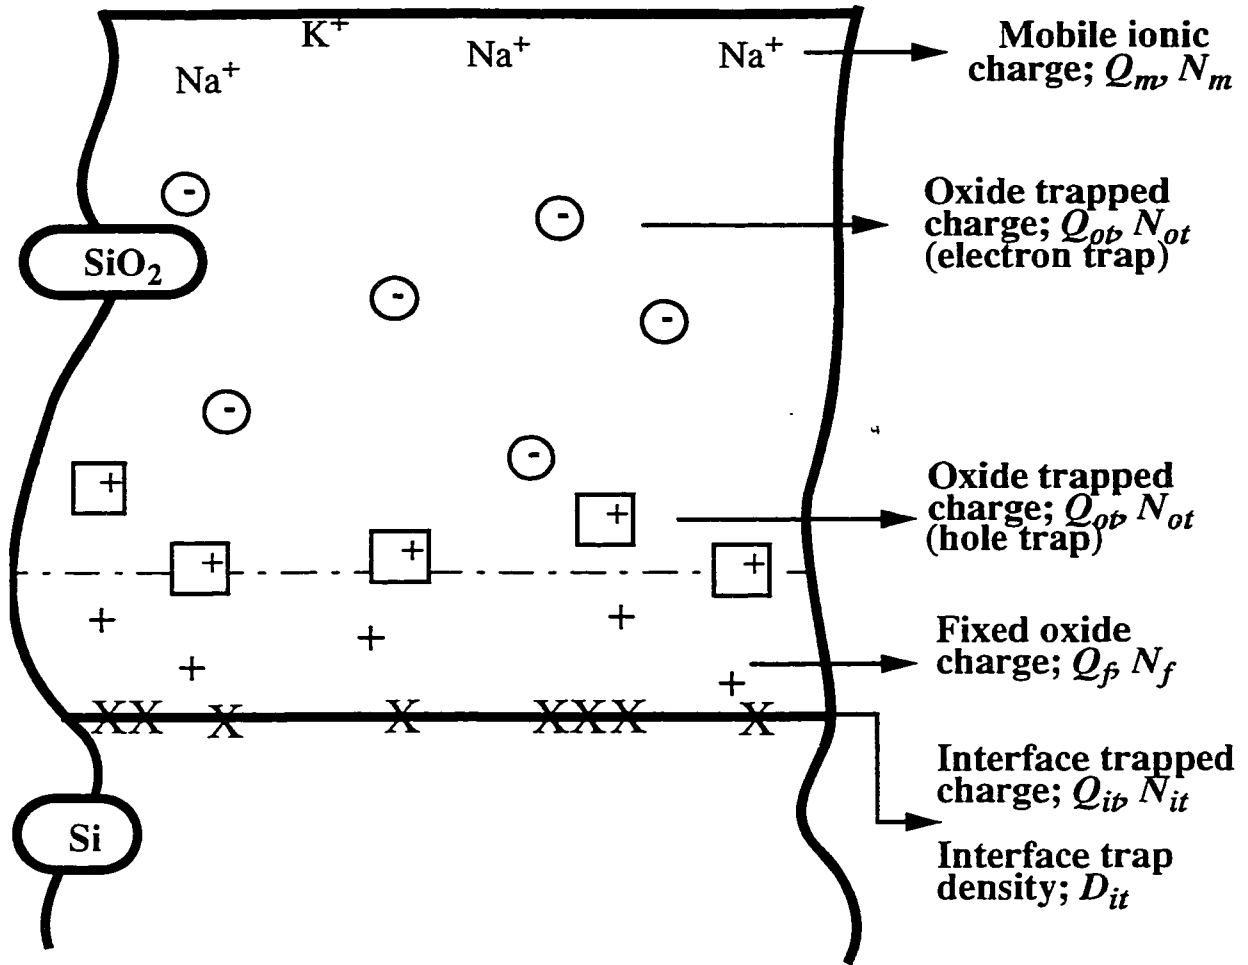 K⁺
Na⁺
Na⁺
Na⁺
Mobile ionic
charge; Qm, Nm
-
-
Oxide trapped
charge; Qot, Not
(electron trap)
SiO₂
-
-
-
-
+
+
Oxide trapped
charge; Qot, Not
(hole trap)
+
+
+
+
+
+
+
+
Fixed oxide
charge; Qf, Nf
X X X X X X X X
Interface trapped
charge; Qit, Nit
Si
Interface trap
density; Dit